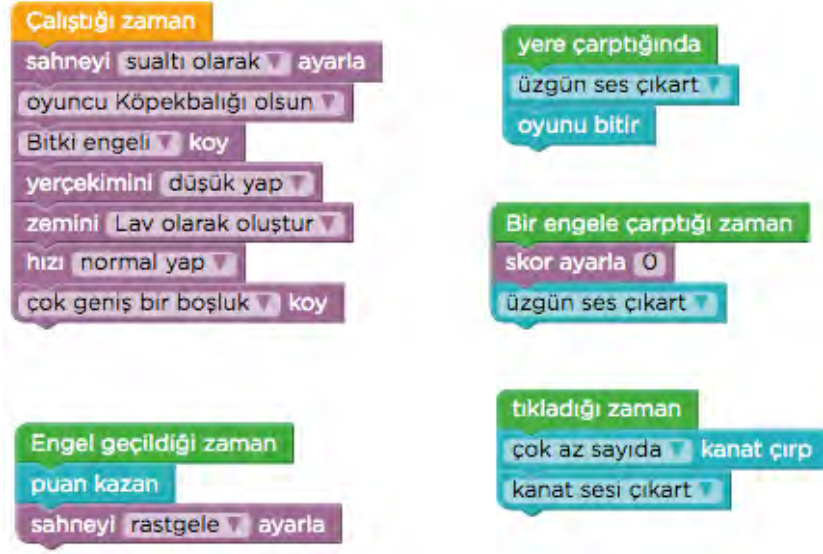 Çalıştığı zaman
sahneyi sualtı olarak ayarla
oyuncu Köpekbalığı olsun
Bitki engeli koy
yerçekimini düşük yap
zemini Lav olarak oluştur
hızı normal yap
çok geniş bir boşluk koy
yere çarptığında
üzgün ses çıkart
oyunu bitir
Bir engele çarptığı zaman
skor ayarla 0
üzgün ses çıkart
Engel geçildiği zaman
puan kazan
sahneyi rastgele ayarla
tıkladığı zaman
çok az sayıda kanat çırp
kanat sesi çıkart